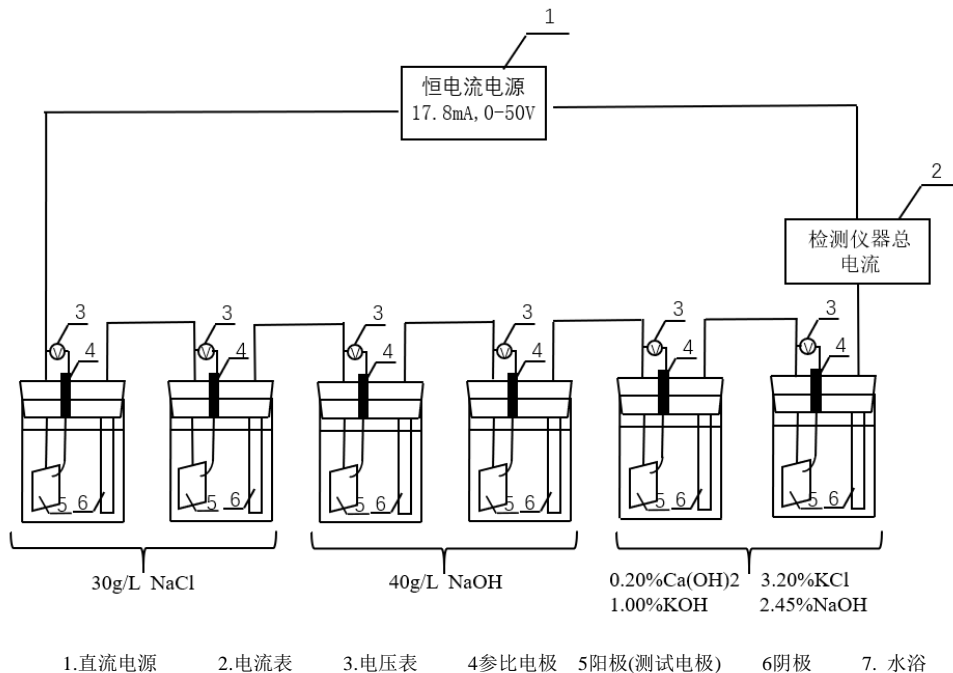 1
恒电流电源
17.8mA,0-50V
2
检测仪器总
电流
3 3 3 3 3 3
V V V V V V
4 4 4 4 4 4
5 6 5 6 5 6 5 6 5 6 5 6
30g/L NaCl
40g/L NaOH
0.20%Ca(OH)2 3.20%KCl
1.00%KOH 2.45%NaOH
1.直流电源 2.电流表 3.电压表 4参比电极 5阳极(测试电极) 6阴极 7. 水浴